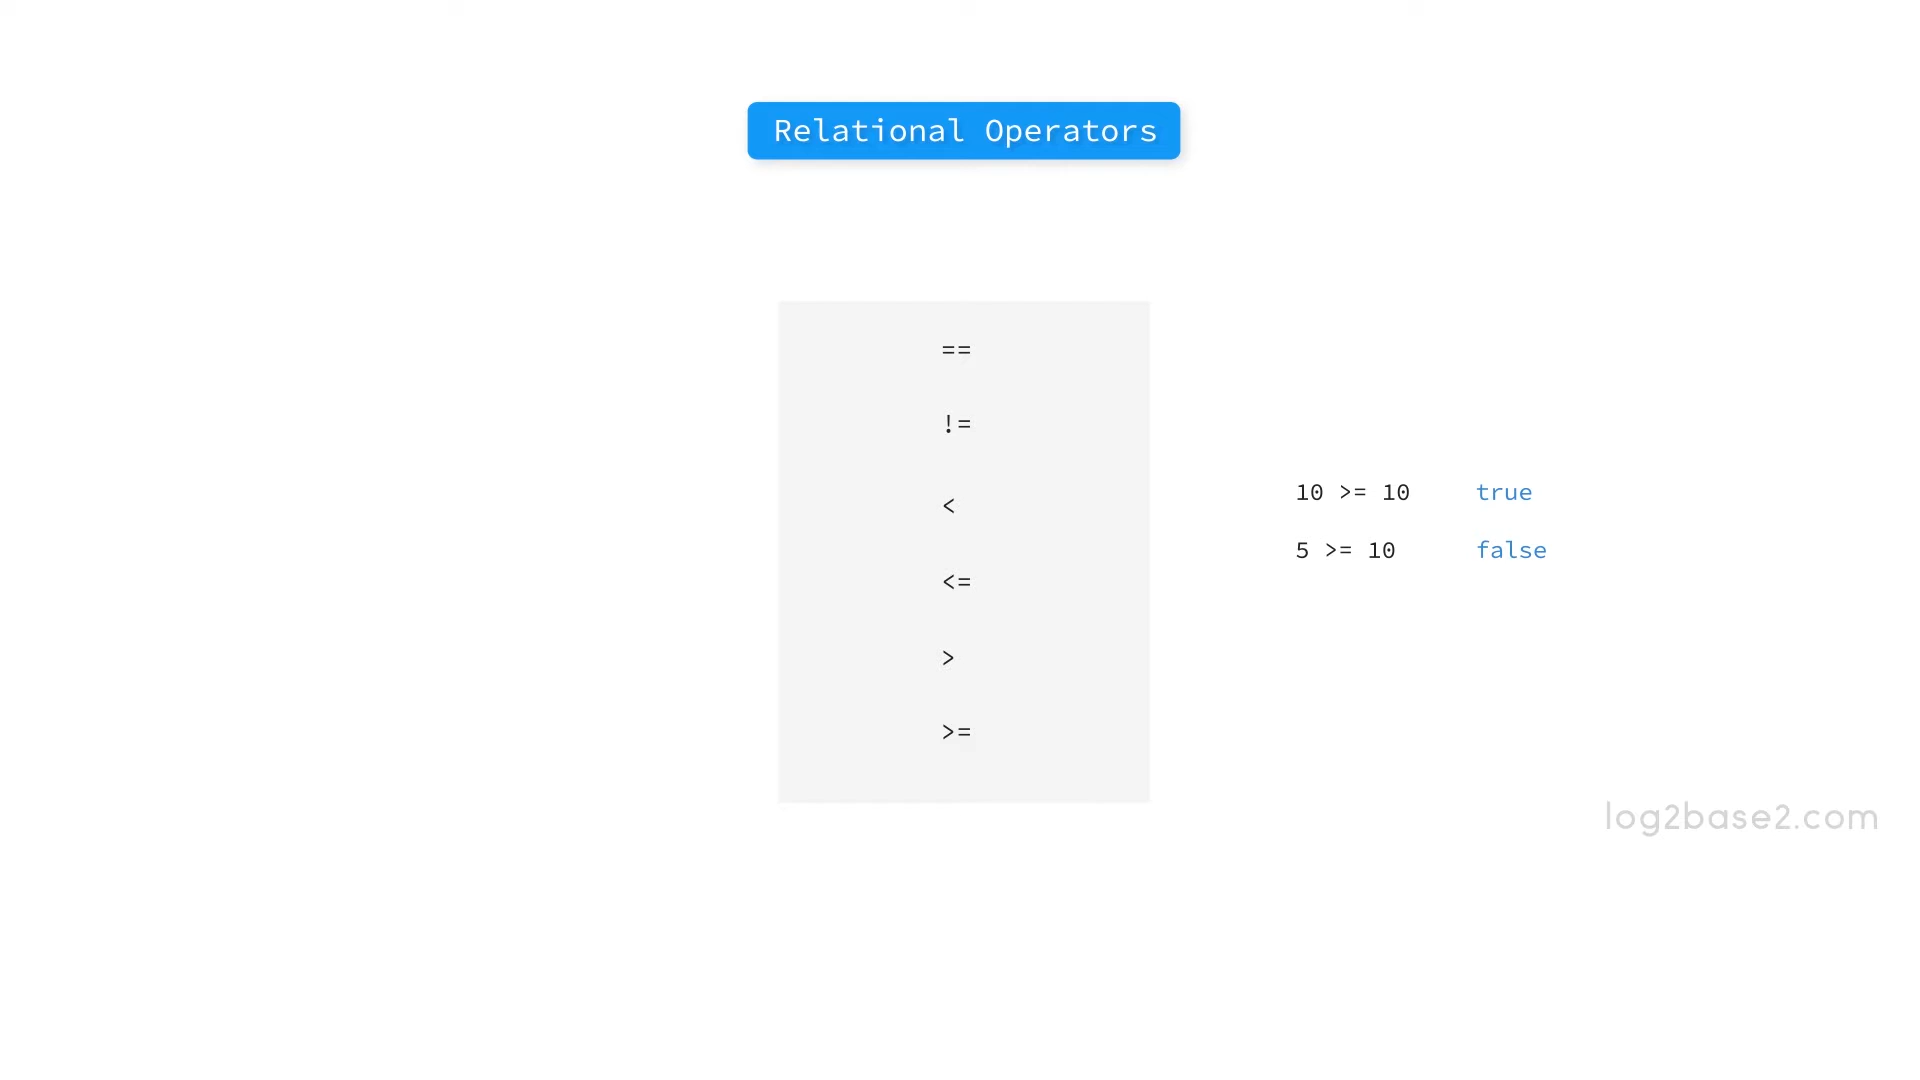 Relational Operators
==
!=
<
<=
>
>=
10 >= 10 true
5 >= 10 false
log2base2.com